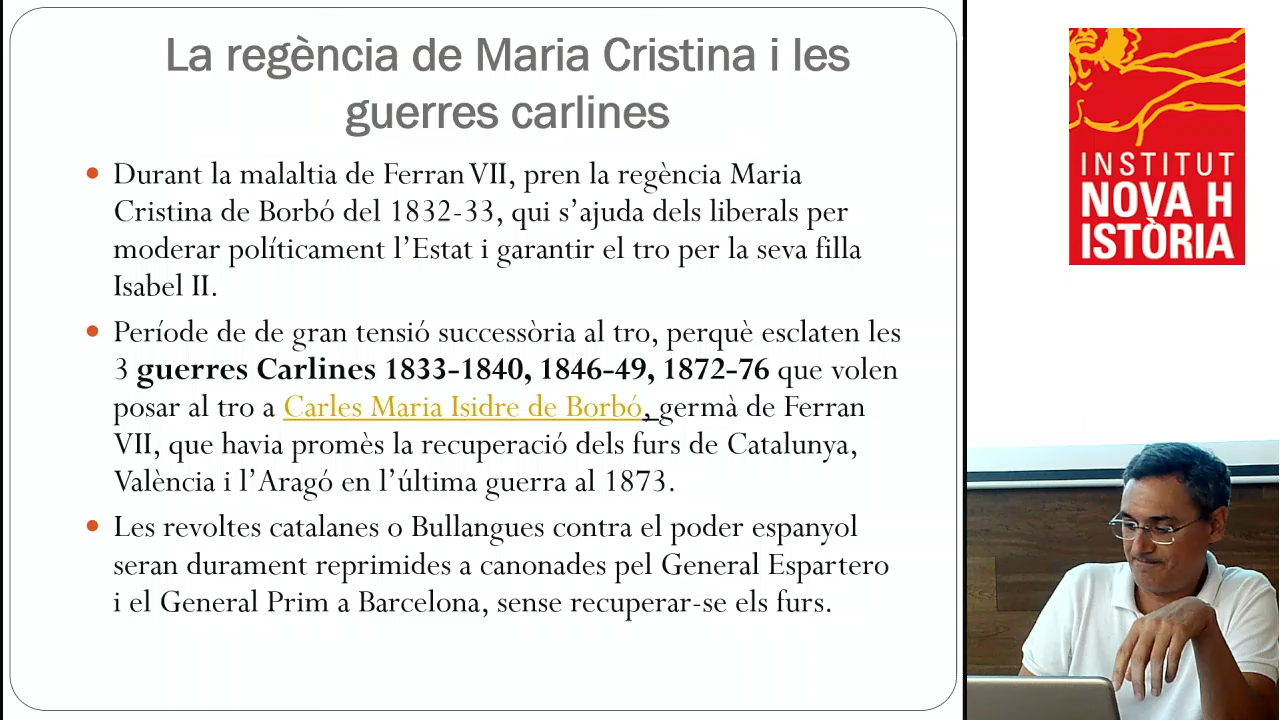 La regència de Maria Cristina i les
guerres carlines
Durant la malaltia de Ferran VII, pren la regència Maria
Cristina de Borbó del 1832-33, qui s’ajuda dels liberals per
moderar políticament l’Estat i garantir el tro per la seva filla
Isabel II.
Període de de gran tensió successòria al tro, perquè esclaten les
3 guerres Carlines 1833-1840, 1846-49, 1872-76 que volen
posar al tro a Carles Maria Isidre de Borbó, germà de Ferran
VII, que havia promès la recuperació dels furs de Catalunya,
València i l’Aragó en l’última guerra al 1873.
Les revoltes catalanes o Bullangues contra el poder espanyol
seran durament reprimides a canonades pel General Espartero
i el General Prim a Barcelona, sense recuperar-se els furs.
INSTITUT
NOVA H
ISTÒRIA